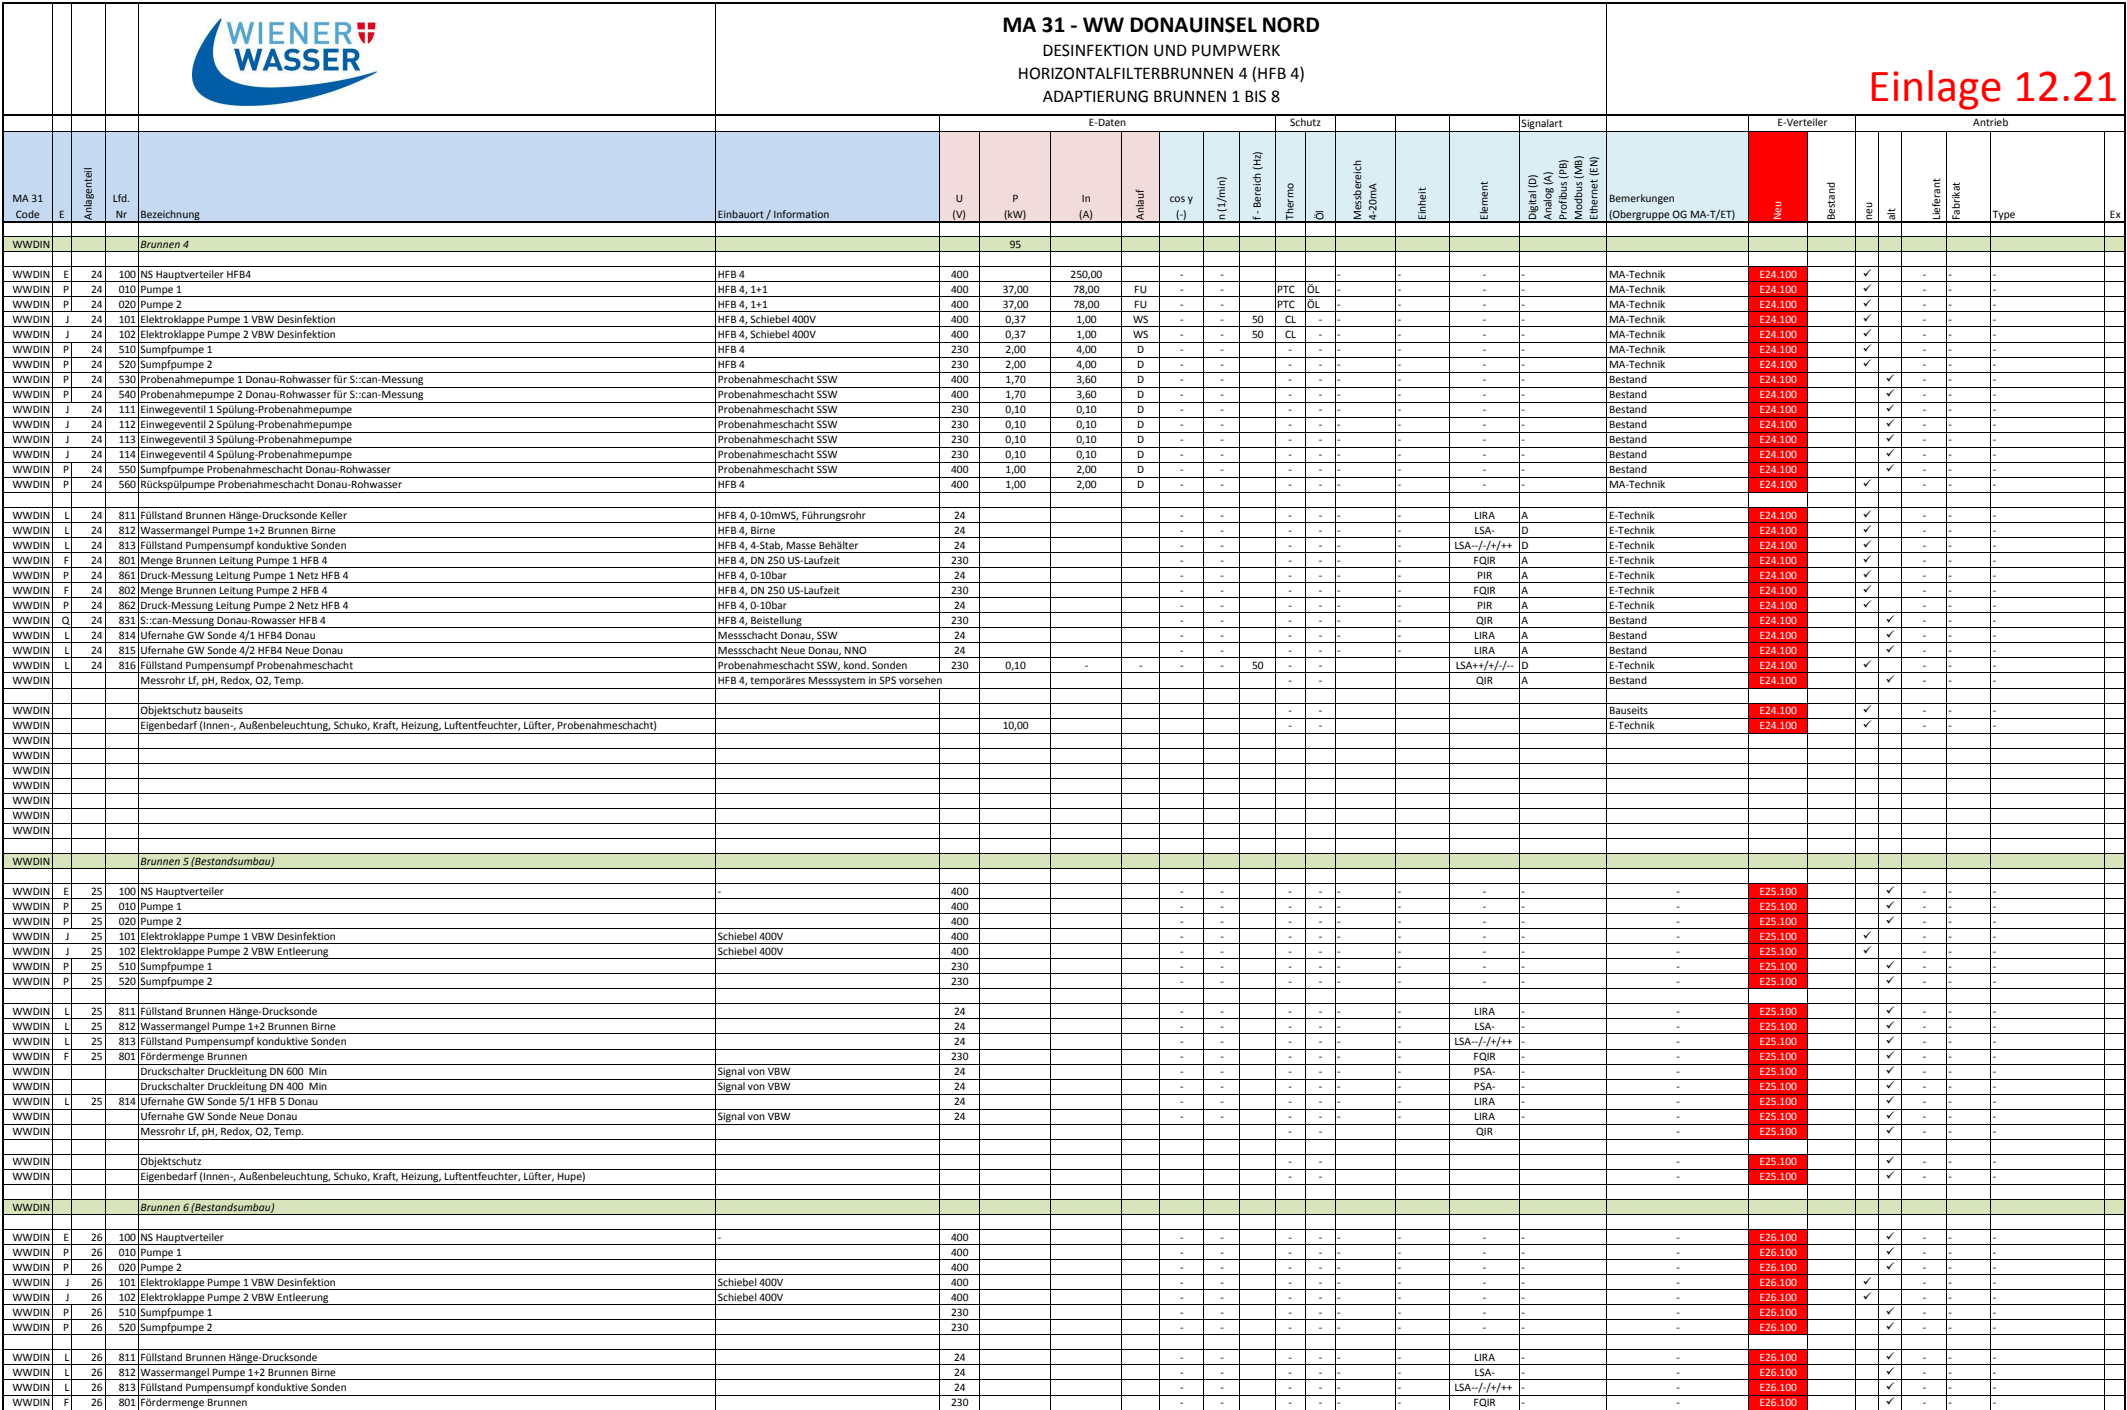 WIENER
WASSER
MA 31 - WW DONAUINSEL NORD
DESINFEKTION UND PUMPWERK
HORIZONTALFILTERBRUNNEN 4 (HFB 4)
ADAPTIERUNG BRUNNEN 1 BIS 8
Einlage 12.21
E-Daten Schutz Signalart E-Verteiler Antrieb
MA 31 Code E Anlagenteil Lfd. Nr Bezeichnung Einbauort / Information U (V) P (kW) In (A) Anlauf cos y (-) n (1/min) f - Bereich (Hz) Thermo Öl Messbereich 4-20mA Einheit Element Digital (D) Analog (A) Profibus (PB) Modbus (MB) Ethernet (EN) Bemerkungen (Obergruppe OG MA-T/ET) Neu Bestand neu alt Lieferant Fabrikat Type Ex
WWDIN Brunnen 4 95
WWDIN E 24 100 NS Hauptverteiler HFB4 HFB 4 400 250,00 - - - - - - MA-Technik E24.100 ✓ - - -
WWDIN P 24 010 Pumpe 1 HFB 4, 1+1 400 37,00 78,00 FU - - PTC ÖL - - - - MA-Technik E24.100 ✓ - - -
WWDIN P 24 020 Pumpe 2 HFB 4, 1+1 400 37,00 78,00 FU - - PTC ÖL - - - - MA-Technik E24.100 ✓ - - -
WWDIN J 24 101 Elektroklappe Pumpe 1 VBW Desinfektion HFB 4, Schiebel 400V 400 0,37 1,00 WS - - 50 CL - - - - - MA-Technik E24.100 ✓ - - -
WWDIN J 24 102 Elektroklappe Pumpe 2 VBW Desinfektion HFB 4, Schiebel 400V 400 0,37 1,00 WS - - 50 CL - - - - - MA-Technik E24.100 ✓ - - -
WWDIN P 24 510 Sumpfpumpe 1 HFB 4 230 2,00 4,00 D - - - - - - - - MA-Technik E24.100 ✓ - - -
WWDIN P 24 520 Sumpfpumpe 2 HFB 4 230 2,00 4,00 D - - - - - - - - MA-Technik E24.100 ✓ - - -
WWDIN P 24 530 Probenahmepumpe 1 Donau-Rohwasser für S::can-Messung Probenahmeschacht SSW 400 1,70 3,60 D - - - - - - - - Bestand E24.100 ✓ - - -
WWDIN P 24 540 Probenahmepumpe 2 Donau-Rohwasser für S::can-Messung Probenahmeschacht SSW 400 1,70 3,60 D - - - - - - - - Bestand E24.100 ✓ - - -
WWDIN J 24 111 Einwegeventil 1 Spülung-Probenahmepumpe Probenahmeschacht SSW 230 0,10 0,10 D - - - - - - - - Bestand E24.100 ✓ - - -
WWDIN J 24 112 Einwegeventil 2 Spülung-Probenahmepumpe Probenahmeschacht SSW 230 0,10 0,10 D - - - - - - - - Bestand E24.100 ✓ - - -
WWDIN J 24 113 Einwegeventil 3 Spülung-Probenahmepumpe Probenahmeschacht SSW 230 0,10 0,10 D - - - - - - - - Bestand E24.100 ✓ - - -
WWDIN J 24 114 Einwegeventil 4 Spülung-Probenahmepumpe Probenahmeschacht SSW 230 0,10 0,10 D - - - - - - - - Bestand E24.100 ✓ - - -
WWDIN P 24 550 Sumpfpumpe Probenahmeschacht Donau-Rohwasser Probenahmeschacht SSW 400 1,00 2,00 D - - - - - - - - Bestand E24.100 ✓ - - -
WWDIN P 24 560 Rückspülpumpe Probenahmeschacht Donau-Rohwasser HFB 4 400 1,00 2,00 D - - - - - - - - MA-Technik E24.100 ✓ - - -
WWDIN L 24 811 Füllstand Brunnen Hänge-Drucksonde Keller HFB 4, 0-10mWS, Führungsrohr 24 - - - - - - LIRA A E-Technik E24.100 ✓ - - -
WWDIN L 24 812 Wassermangel Pumpe 1+2 Brunnen Birne HFB 4, Birne 24 - - - - - - LSA- D E-Technik E24.100 ✓ - - -
WWDIN L 24 813 Füllstand Pumpensumpf konduktive Sonden HFB 4, 4-Stab, Masse Behälter 24 - - - - - - LSA--/-/+/++ D E-Technik E24.100 ✓ - - -
WWDIN F 24 801 Menge Brunnen Leitung Pumpe 1 HFB 4 HFB 4, DN 250 US-Laufzeit 230 - - - - - - FQIR A E-Technik E24.100 ✓ - - -
WWDIN P 24 861 Druck-Messung Leitung Pumpe 1 Netz HFB 4 HFB 4, 0-10bar 24 - - - - - - PIR A E-Technik E24.100 ✓ - - -
WWDIN F 24 802 Menge Brunnen Leitung Pumpe 2 HFB 4 HFB 4, DN 250 US-Laufzeit 230 - - - - - - FQIR A E-Technik E24.100 ✓ - - -
WWDIN P 24 862 Druck-Messung Leitung Pumpe 2 Netz HFB 4 HFB 4, 0-10bar 24 - - - - - - PIR A E-Technik E24.100 ✓ - - -
WWDIN Q 24 831 S::can-Messung Donau-Rowasser HFB 4 HFB 4, Beistellung 230 - - - - - - QIR A Bestand E24.100 ✓ - - -
WWDIN L 24 814 Ufernahe GW Sonde 4/1 HFB4 Donau Messschacht Donau, SSW 24 - - - - - - LIRA A Bestand E24.100 ✓ - - -
WWDIN L 24 815 Ufernahe GW Sonde 4/2 HFB4 Neue Donau Messschacht Neue Donau, NNO 24 - - - - - - LIRA A Bestand E24.100 ✓ - - -
WWDIN L 24 816 Füllstand Pumpensumpf Probenahmeschacht Probenahmeschacht SSW, kond. Sonden 230 0,10 - - - - 50 - - LSA++/+/-/-- D E-Technik E24.100 ✓ - - -
WWDIN Messrohr Lf, pH, Redox, O2, Temp. HFB 4, temporäres Messsystem in SPS vorsehen - - QIR A Bestand ✓ - - -
WWDIN Objektschutz bauseits - - Bauseits E24.100 ✓ - - -
WWDIN Eigenbedarf (Innen-, Außenbeleuchtung, Schuko, Kraft, Heizung, Luftentfeuchter, Lüfter, Probenahmeschacht) 10,00 - - E-Technik E24.100 ✓ - - -
WWDIN
WWDIN
WWDIN
WWDIN
WWDIN
WWDIN
WWDIN
WWDIN Brunnen 5 (Bestandsumbau)
WWDIN E 25 100 NS Hauptverteiler - 400 - - - - - - - - - E25.100 ✓ - - -
WWDIN P 25 010 Pumpe 1 400 - - - - - - - - - E25.100 ✓ - - -
WWDIN P 25 020 Pumpe 2 400 - - - - - - - - - E25.100 ✓ - - -
WWDIN J 25 101 Elektroklappe Pumpe 1 VBW Desinfektion Schiebel 400V 400 - - - - - - - - - E25.100 ✓ - - -
WWDIN J 25 102 Elektroklappe Pumpe 2 VBW Entleerung Schiebel 400V 400 - - - - - - - - - E25.100 ✓ - - -
WWDIN P 25 510 Sumpfpumpe 1 230 - - - - - - - - - E25.100 ✓ - - -
WWDIN P 25 520 Sumpfpumpe 2 230 - - - - - - - - - E25.100 ✓ - - -
WWDIN L 25 811 Füllstand Brunnen Hänge-Drucksonde 24 - - - - - - LIRA - - E25.100 ✓ - - -
WWDIN L 25 812 Wassermangel Pumpe 1+2 Brunnen Birne 24 - - - - - - LSA- - - E25.100 ✓ - - -
WWDIN L 25 813 Füllstand Pumpensumpf konduktive Sonden 24 - - - - - - LSA--/-/+/++ - - E25.100 ✓ - - -
WWDIN F 25 801 Fördermenge Brunnen 230 - - - - - - FQIR - - E25.100 ✓ - - -
WWDIN Druckschalter Druckleitung DN 600 Min Signal von VBW 24 - - - - - - PSA- - - E25.100 ✓ - - -
WWDIN Druckschalter Druckleitung DN 400 Min Signal von VBW 24 - - - - - - PSA- - - E25.100 ✓ - - -
WWDIN L 25 814 Ufernahe GW Sonde 5/1 HFB 5 Donau 24 - - - - - - LIRA - - E25.100 ✓ - - -
WWDIN Ufernahe GW Sonde Neue Donau Signal von VBW 24 - - - - - - LIRA - - E25.100 ✓ - - -
WWDIN Messrohr Lf, pH, Redox, O2, Temp. - - QIR - E25.100 ✓ - - -
WWDIN Objektschutz - - - E25.100 ✓ - - -
WWDIN Eigenbedarf (Innen-, Außenbeleuchtung, Schuko, Kraft, Heizung, Luftentfeuchter, Lüfter, Hupe) - - - E25.100 ✓ - - -
WWDIN Brunnen 6 (Bestandsumbau)
WWDIN E 26 100 NS Hauptverteiler - 400 - - - - - - - - - E26.100 ✓ - - -
WWDIN P 26 010 Pumpe 1 400 - - - - - - - - - E26.100 ✓ - - -
WWDIN P 26 020 Pumpe 2 400 - - - - - - - - - E26.100 ✓ - - -
WWDIN J 26 101 Elektroklappe Pumpe 1 VBW Desinfektion Schiebel 400V 400 - - - - - - - - - E26.100 ✓ - - -
WWDIN J 26 102 Elektroklappe Pumpe 2 VBW Entleerung Schiebel 400V 400 - - - - - - - - - E26.100 ✓ - - -
WWDIN P 26 510 Sumpfpumpe 1 230 - - - - - - - - - E26.100 ✓ - - -
WWDIN P 26 520 Sumpfpumpe 2 230 - - - - - - - - - E26.100 ✓ - - -
WWDIN L 26 811 Füllstand Brunnen Hänge-Drucksonde 24 - - - - - - LIRA - - E26.100 ✓ - - -
WWDIN L 26 812 Wassermangel Pumpe 1+2 Brunnen Birne 24 - - - - - - LSA- - - E26.100 ✓ - - -
WWDIN L 26 813 Füllstand Pumpensumpf konduktive Sonden 24 - - - - - - LSA--/-/+/++ - - E26.100 ✓ - - -
WWDIN F 26 801 Fördermenge Brunnen 230 - - - - - - FQIR - - E26.100 ✓ - - -